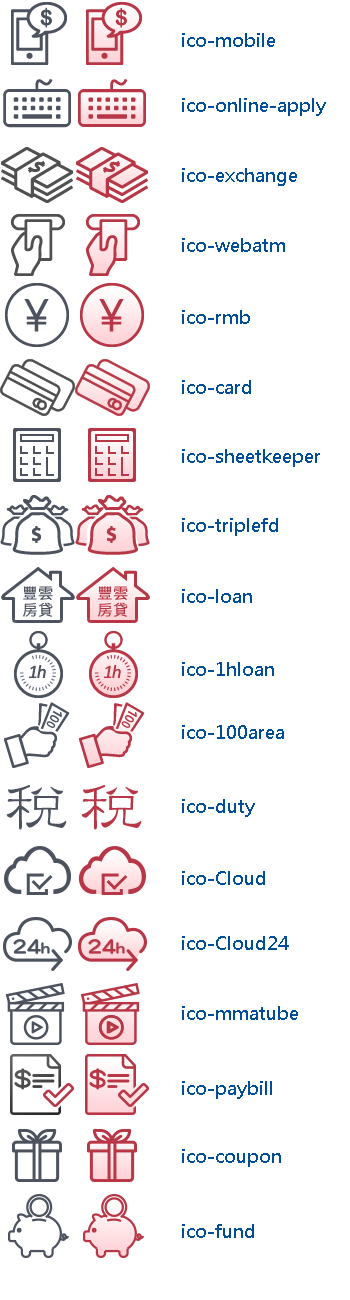 $ $ ico-mobile
ico-online-apply
$ $ ico-exchange
ico-webatm
¥ ¥ ico-rmb
ico-card
ico-sheetkeeper
$ $ ico-triplefd
豐雲 豐雲
房貸 房貸 ico-loan
1h 1h ico-1hloan
100 100 ico-100area
稅 稅 ico-duty
ico-Cloud
24h 24h ico-Cloud24
ico-mmatube
$ $ ico-paybill
ico-coupon
ico-fund